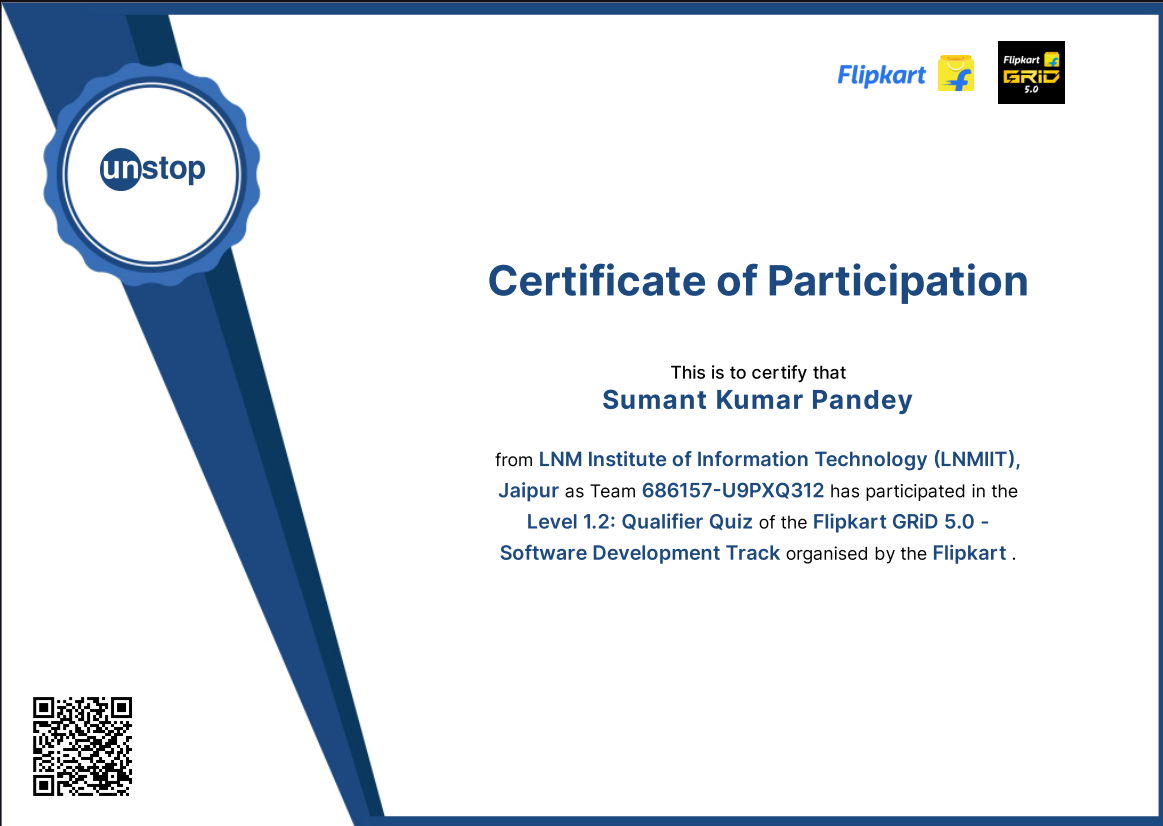 Flipkart
Flipkart
GRiD
5.0
unstop
Certificate of Participation
This is to certify that
Sumant Kumar Pandey
from LNM Institute of Information Technology (LNMIIT),
Jaipur as Team 686157-U9PXQ312 has participated in the
Level 1.2: Qualifier Quiz of the Flipkart GRiD 5.0 -
Software Development Track organised by the Flipkart .